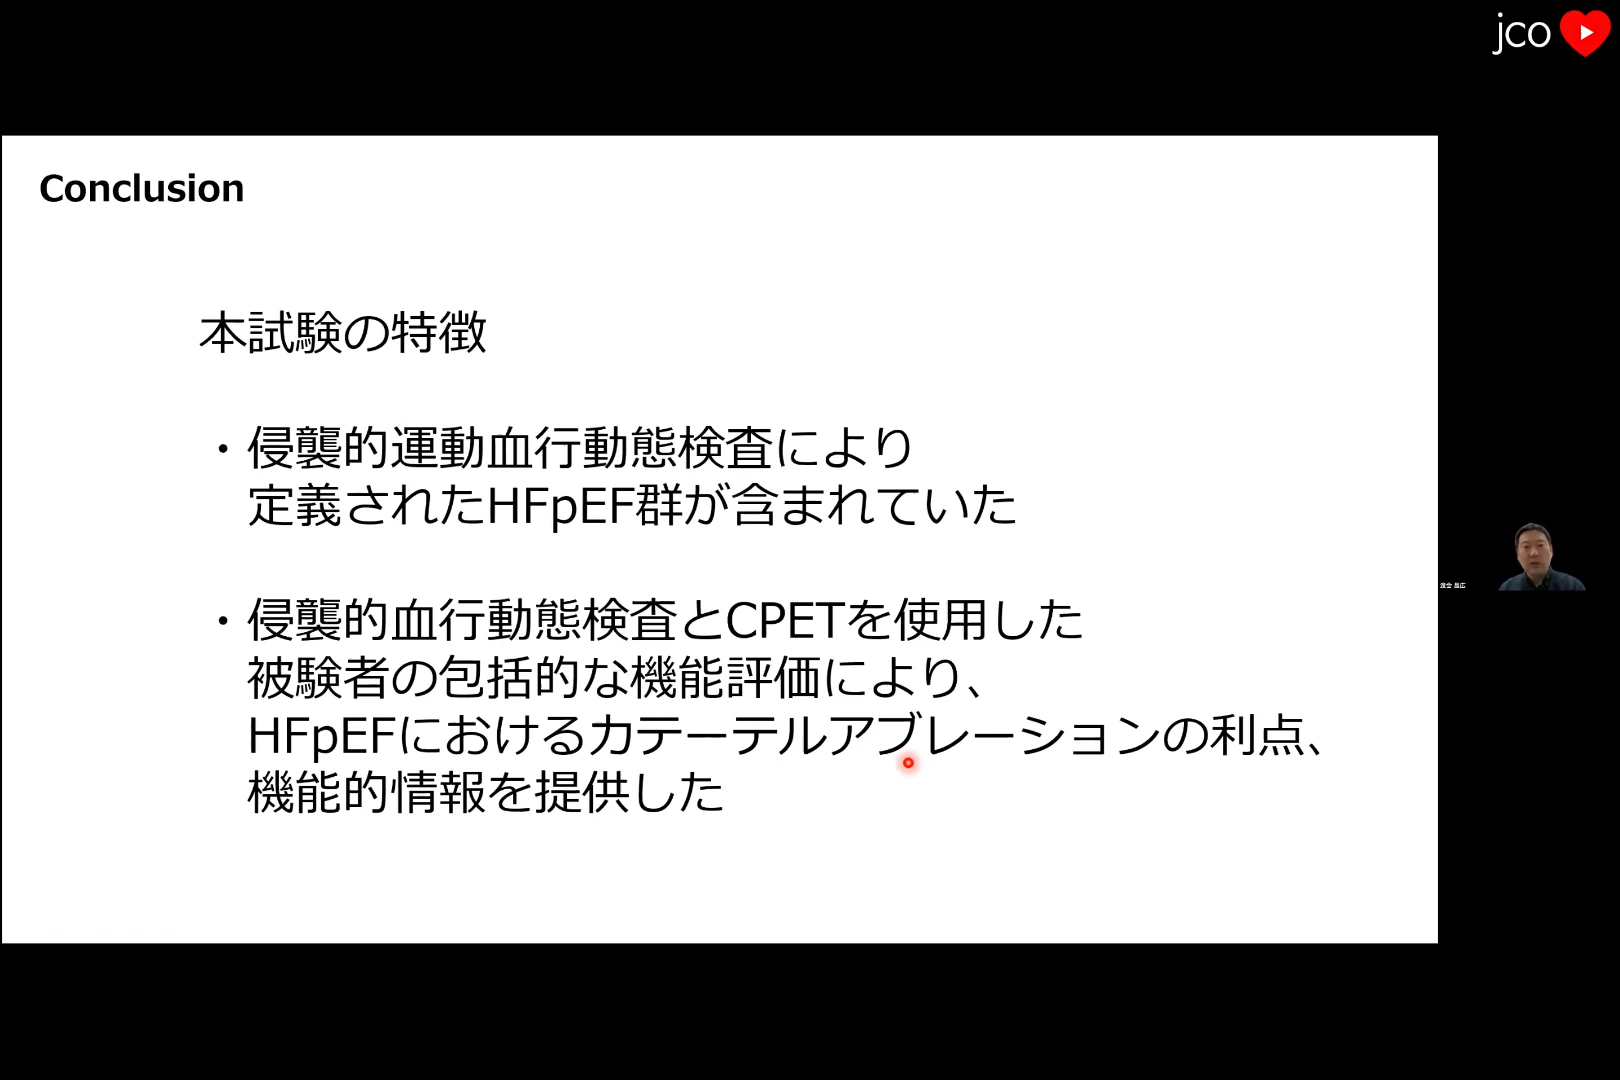 jco
Conclusion
本試験の特徴
・侵襲的運動血行動態検査により
定義されたHFpEF群が含まれていた
・侵襲的血行動態検査とCPETを使用した
被験者の包括的な機能評価により、
HFpEFにおけるカテーテルアブレーションの利点、
機能的情報を提供した